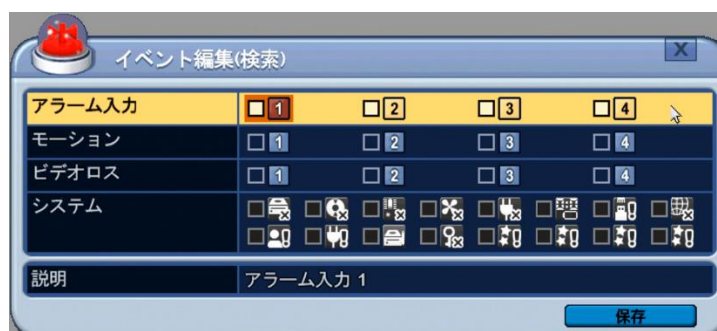 イベント編集(検索)
X
アラーム入力 1 2 3 4
モーション 1 2 3 4
ビデオロス 1 2 3 4
システム
説明 アラーム入力 1
保存